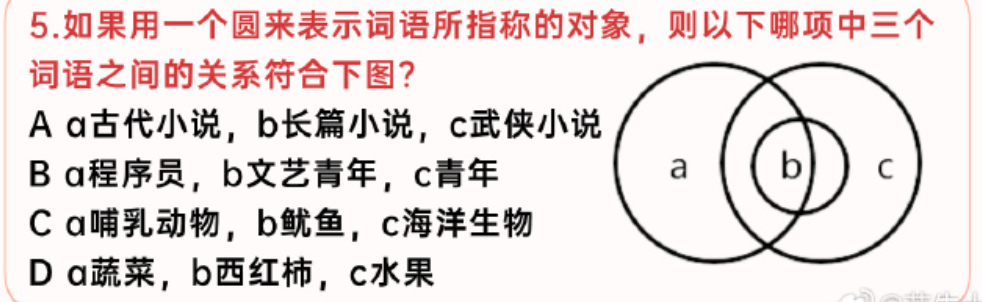 5.如果用一个圆来表示词语所指称的对象，则以下哪项中三个
词语之间的关系符合下图？
A a古代小说，b长篇小说，c武侠小说
B a程序员，b文艺青年，c青年
C a哺乳动物，b鱿鱼，c海洋生物
D a蔬菜，b西红柿，c水果
a b c